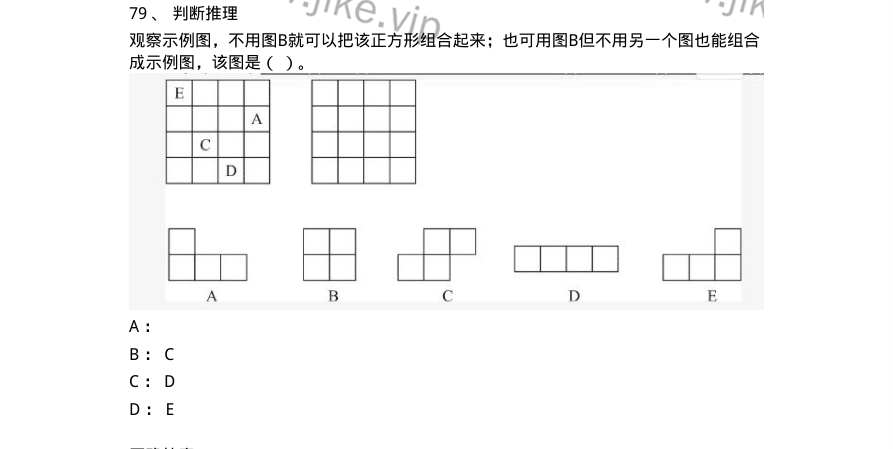 79 、 判断推理
观察示例图，不用图B就可以把该正方形组合起来；也可用图B但不用另一个图也能组合
成示例图，该图是（ ）。
E
A
C
D
A B C D E
A：
B： C
C： D
D： E